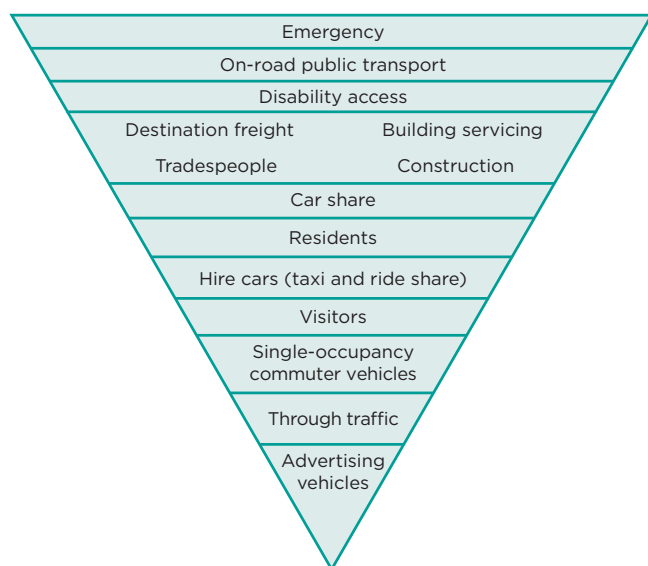 Emergency
On-road public transport
Disability access
Destination freight Building servicing
Tradespeople Construction
Car share
Residents
Hire cars (taxi and ride share)
Visitors
Single-occupancy
commuter vehicles
Through traffic
Advertising
vehicles